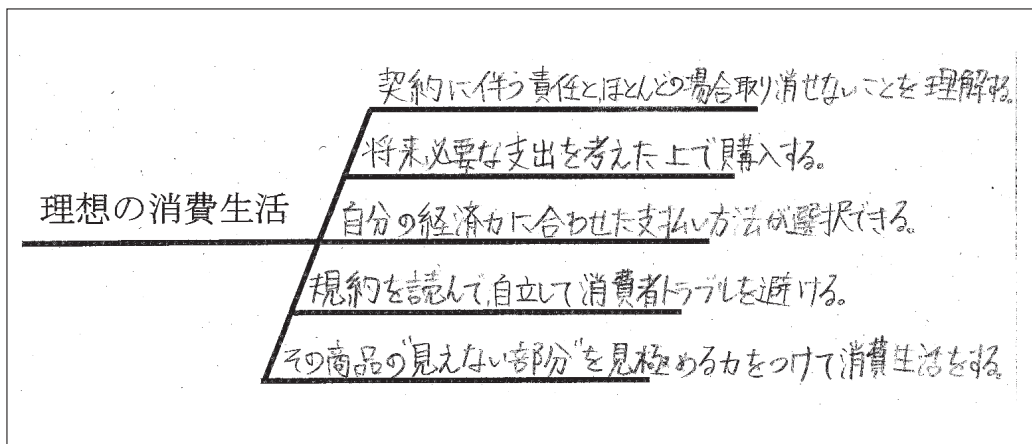 契約に伴う責任と、ほとんどの場合取り消せないことを理解する。
将来必要な支出を考えた上で購入する。
理想の消費生活
自分の経済力に合わせた支払い方法が選択できる。
規約を読んで、自立して消費者トラブルを避ける。
その商品の"見えない部分"を見極める力をつけて消費生活をする。